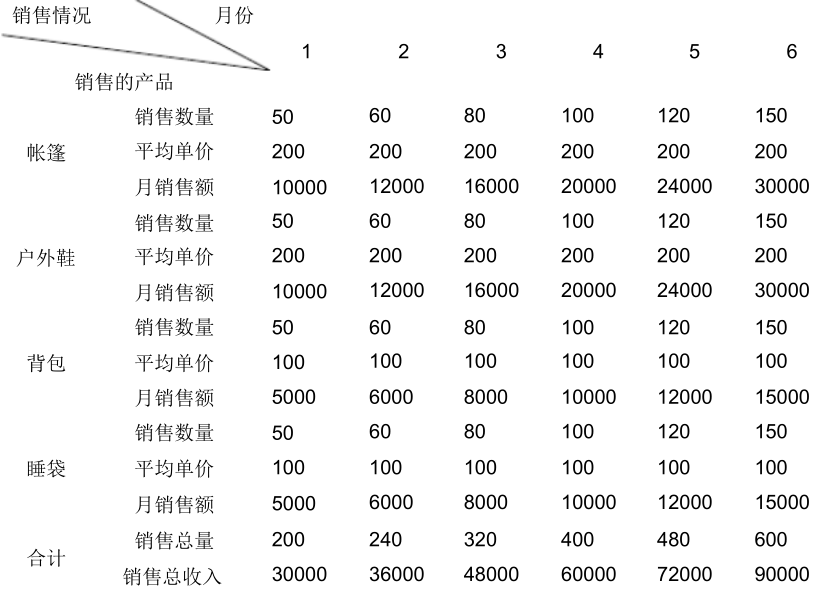 销售情况 月份
1 2 3 4 5 6
销售的产品
销售数量 50 60 80 100 120 150
帐篷 平均单价 200 200 200 200 200 200
月销售额 10000 12000 16000 20000 24000 30000
销售数量 50 60 80 100 120 150
户外鞋 平均单价 200 200 200 200 200 200
月销售额 10000 12000 16000 20000 24000 30000
销售数量 50 60 80 100 120 150
背包 平均单价 100 100 100 100 100 100
月销售额 5000 6000 8000 10000 12000 15000
销售数量 50 60 80 100 120 150
睡袋 平均单价 100 100 100 100 100 100
月销售额 5000 6000 8000 10000 12000 15000
销售总量 200 240 320 400 480 600
合计
销售总收入 30000 36000 48000 60000 72000 90000